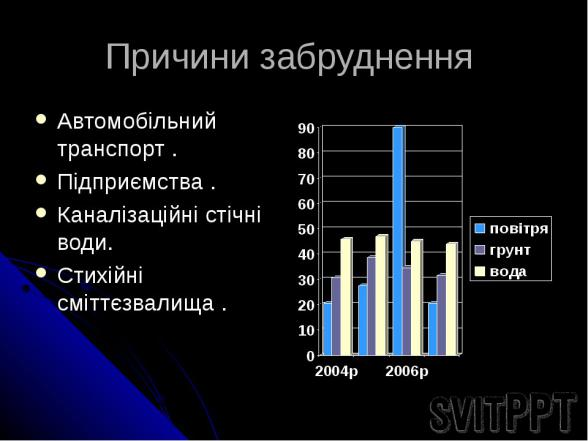 Причини забруднення
Автомобільний
транспорт .
Підприємства .
Каналізаційні стічні
води.
Стихійні
сміттєзвалища .
90
80
70
60
50
40
30
20
10
0
2004р 2006р
повітря
грунт
вода
SVITPPT